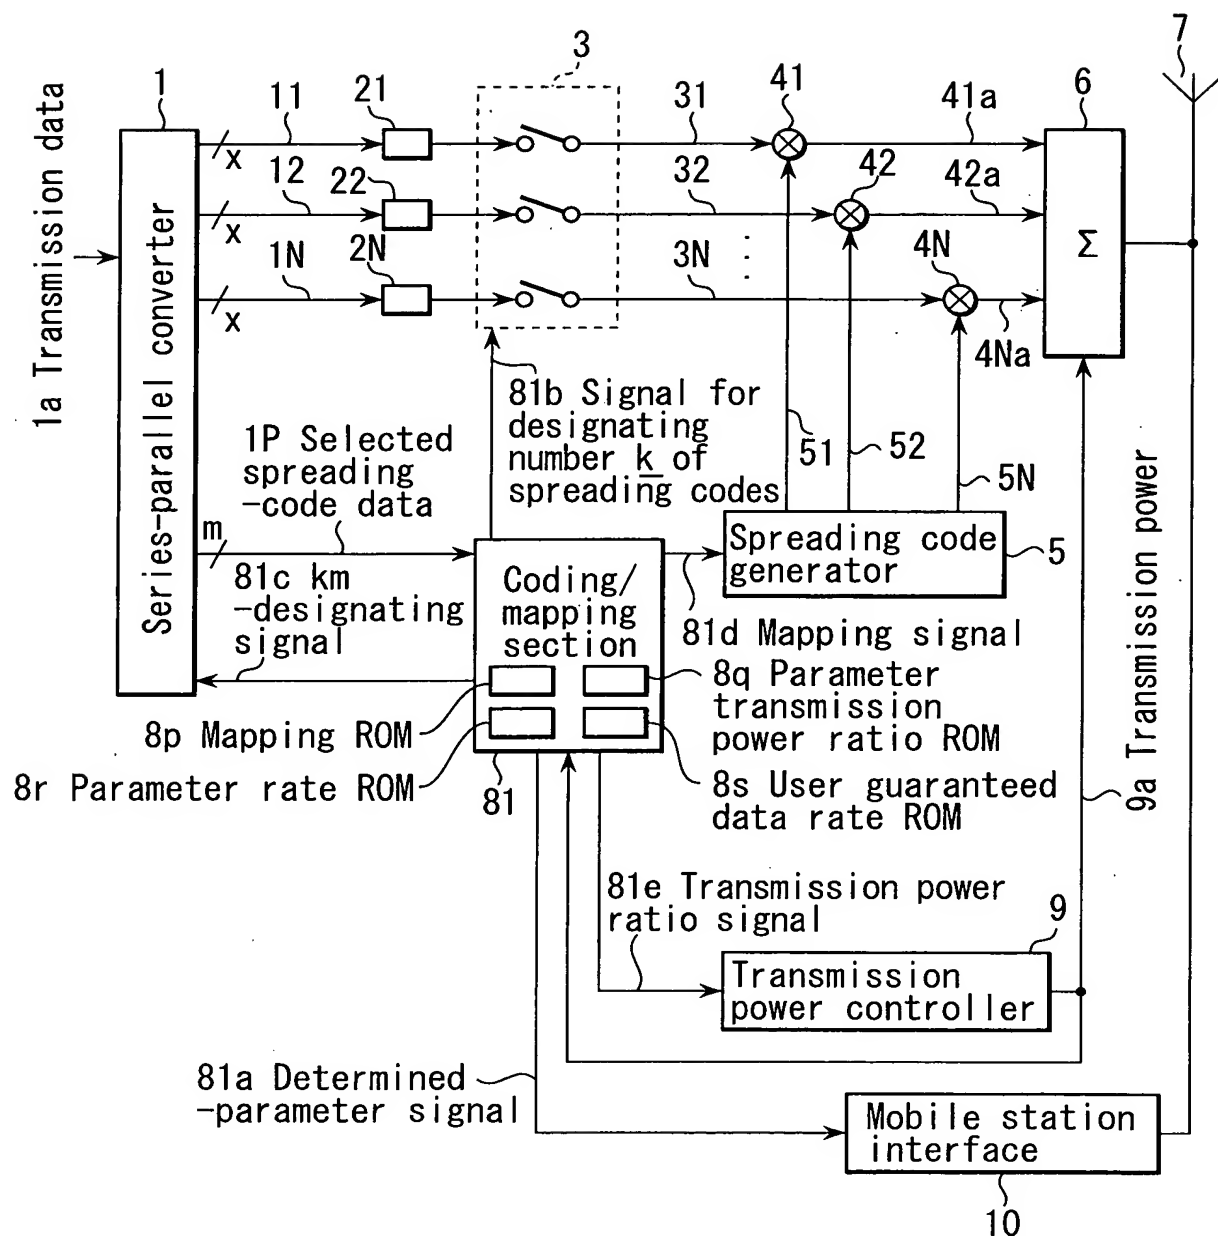 7
3
1
11
21
31
41
41a
6
x
12
22
32
42
42a
x
1N
2N
3N
4N
Σ
x
4Na
1a Transmission data
Series-parallel converter
81b Signal for
designating
number k of
spreading codes
51
52
5N
1P Selected
spreading
-code data
m
81c km
-designating
signal
Coding/
mapping
section
Spreading code
generator
5
81d Mapping signal
8q Parameter
transmission
power ratio ROM
8p Mapping ROM
8r Parameter rate ROM
81
8s User guaranteed
data rate ROM
9a Transmission power
81e Transmission power
ratio signal
9
Transmission
power controller
81a Determined
-parameter signal
Mobile station
interface
10